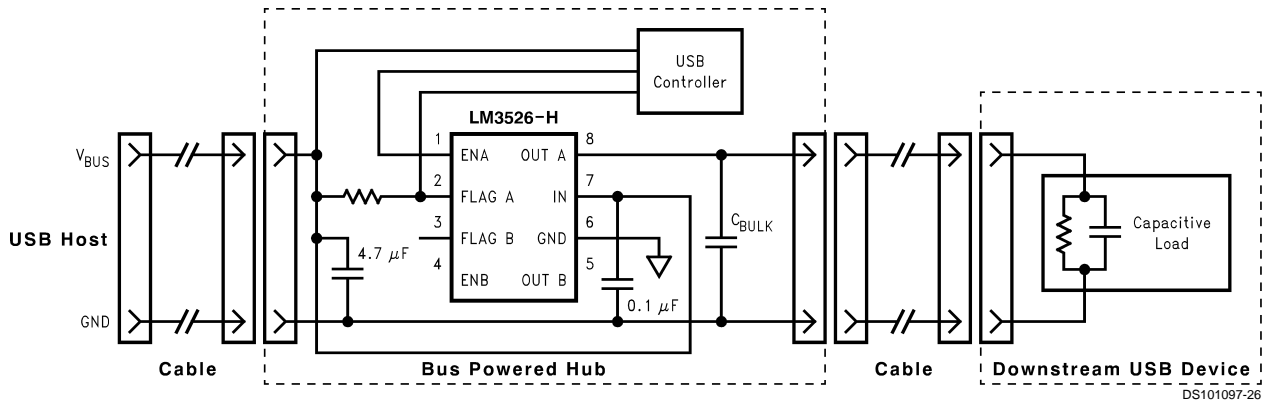 USB
Controller
LM3526-H
1
8
V_BUS
ENA
OUT A
2
7
FLAG A
IN
3
6
C_BULK
Capacitive
Load
USB Host
FLAG B
GND
4.7 µF
4
5
ENB
OUT B
0.1 µF
GND
Cable
Bus Powered Hub
Cable
Downstream USB Device
DS101097-26